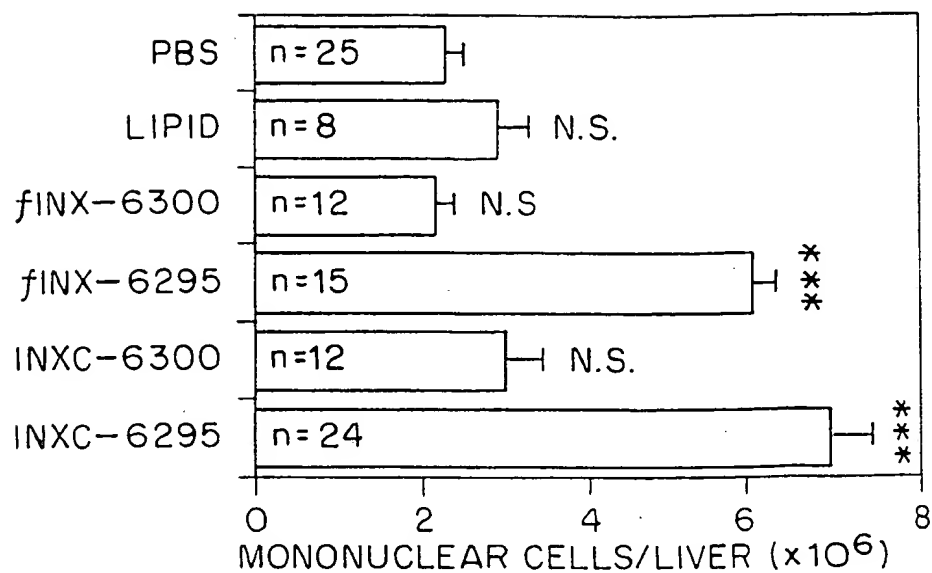 PBS n=25
LIPID n=8 N.S.
fINX-6300 n=12 N.S
fINX-6295 n=15 ***
INXC-6300 n=12 N.S.
INXC-6295 n=24 ***
0 2 4 6 8
MONONUCLEAR CELLS/LIVER (x10⁶)